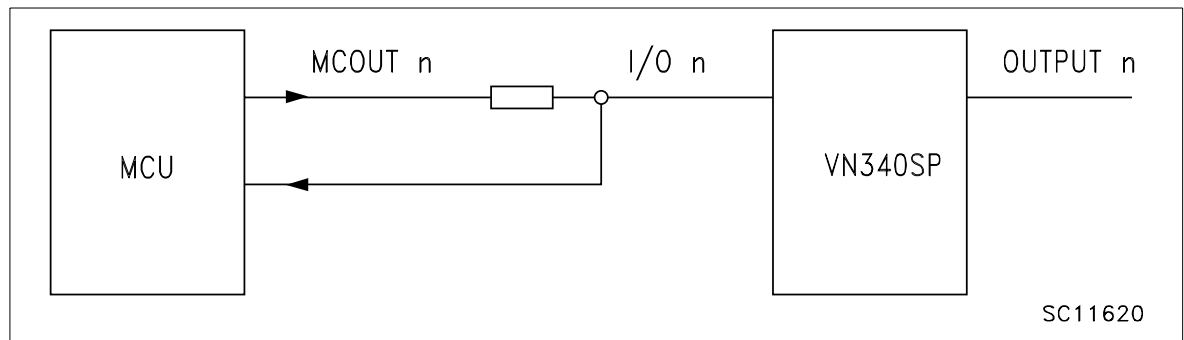 MCOUT n
I/O n
OUTPUT n
MCU
VN340SP
SC11620